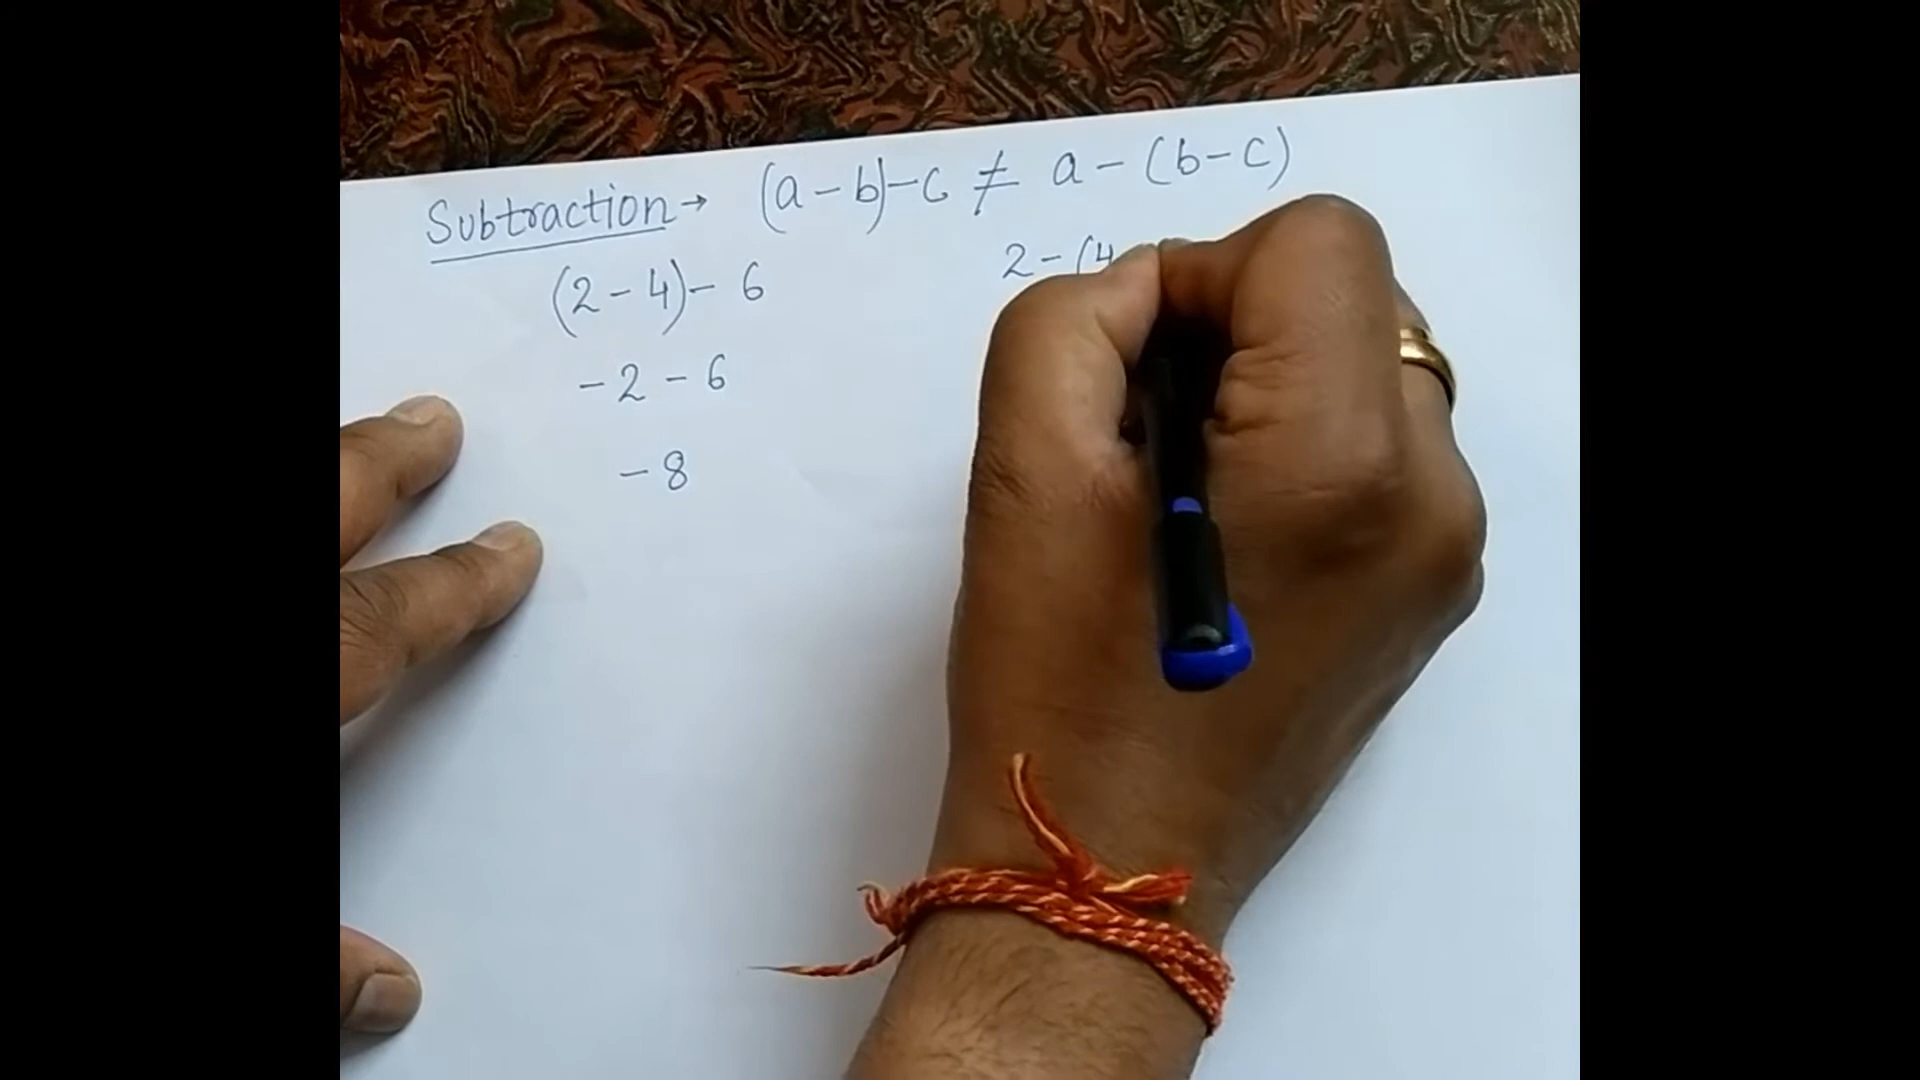 Subtraction → (a-b)-c ≠ a-(b-c)
(2-4)-6 2-(4
-2-6
-8